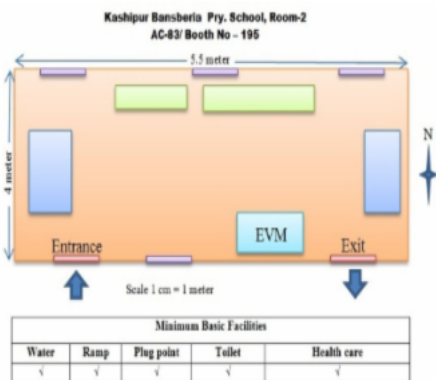 Kashipur Bansberia Pry. School, Room-2
AC-83/ Booth No – 195
5.5 meter
4 meter
N
EVM
Entrance
Exit
Scale 1 cm = 1 meter
Minimum Basic Facilities
Water Ramp Plug point Toilet Health care
√ √ √ √ √